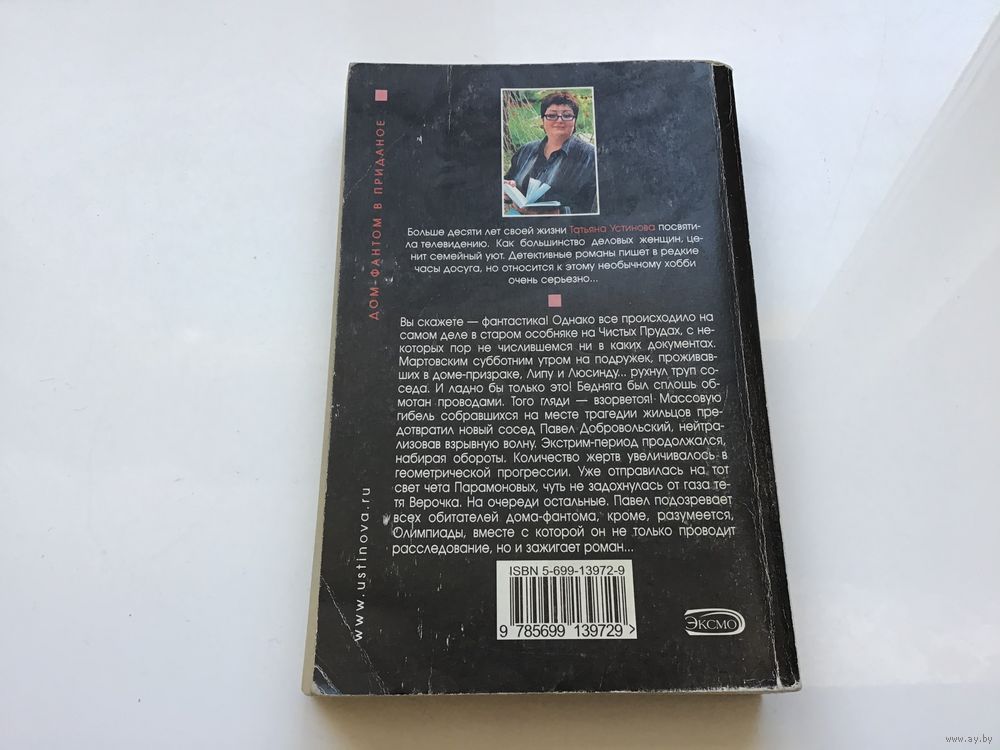 ДОМ-ФАНТОМ В ПРИДАНОЕ
Больше десяти лет своей жизни Татьяна Устинова посвяти-
ла телевидению. Как большинство деловых женщин, це-
нит семейный уют. Детективные романы пишет в редкие
часы досуга, но относится к этому необычному хобби
очень серьезно...
Вы скажете — фантастика! Однако все происходило на
самом деле в старом особняке на Чистых Прудах, с не-
которых пор не числившемся ни в каких документах.
Мартовским субботним утром на подружек, проживав-
ших в доме-призраке, Липу и Люсинду... рухнул труп со-
седа. И ладно бы только это! Бедняга был сплошь об-
мотан проводами. Того гляди — взорвется! Массовую
гибель собравшихся на месте трагедии жильцов пре-
дотвратил новый сосед Павел Добровольский, нейтра-
лизовав взрывную волну. Экстрим-период продолжался,
набирая обороты. Количество жертв увеличивалось в
геометрической прогрессии. Уже отправилась на тот
свет чета Парамоновых, чуть не задохнулась от газа те-
тя Верочка. На очереди остальные. Павел подозревает
всех обитателей дома-фантома, кроме, разумеется,
Олимпиады, вместе с которой он не только проводит
расследование, но и зажигает роман...
www.ustinova.ru
ISBN 5-699-13972-9
9 785699 139729 >
ЭКСМО
www.ay.by